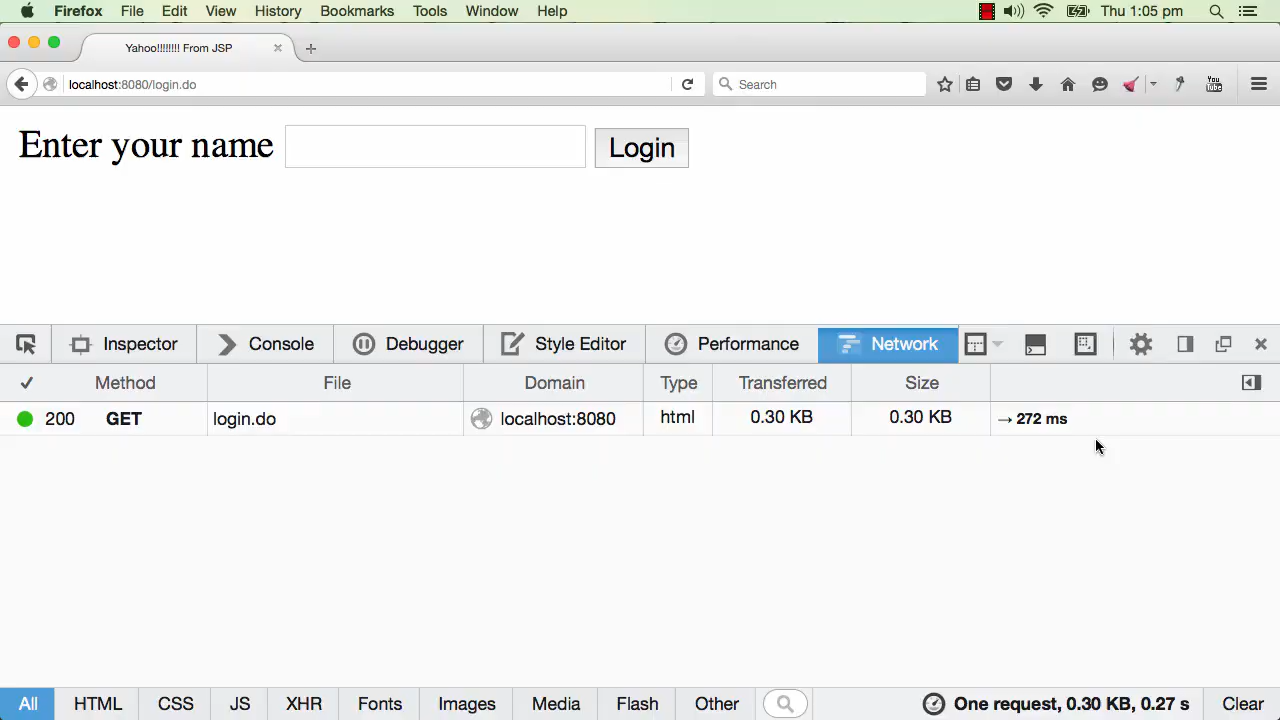 Firefox File Edit View History Bookmarks Tools Window Help Thu 1:05 pm
Yahoo!!!!!!!! From JSP
localhost:8080/login.do Search You Tube
Enter your name Login
Inspector Console Debugger Style Editor Performance Network
✓ Method File Domain Type Transferred Size
200 GET login.do localhost:8080 html 0.30 KB 0.30 KB → 272 ms
All HTML CSS JS XHR Fonts Images Media Flash Other One request, 0.30 KB, 0.27 s Clear